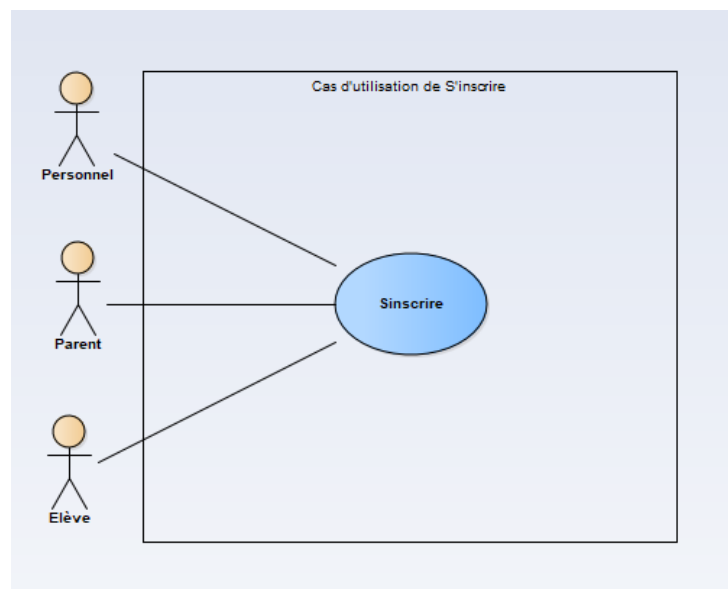 Cas d'utilisation de S'inscrire
Personnel
Sinscrire
Parent
Elève